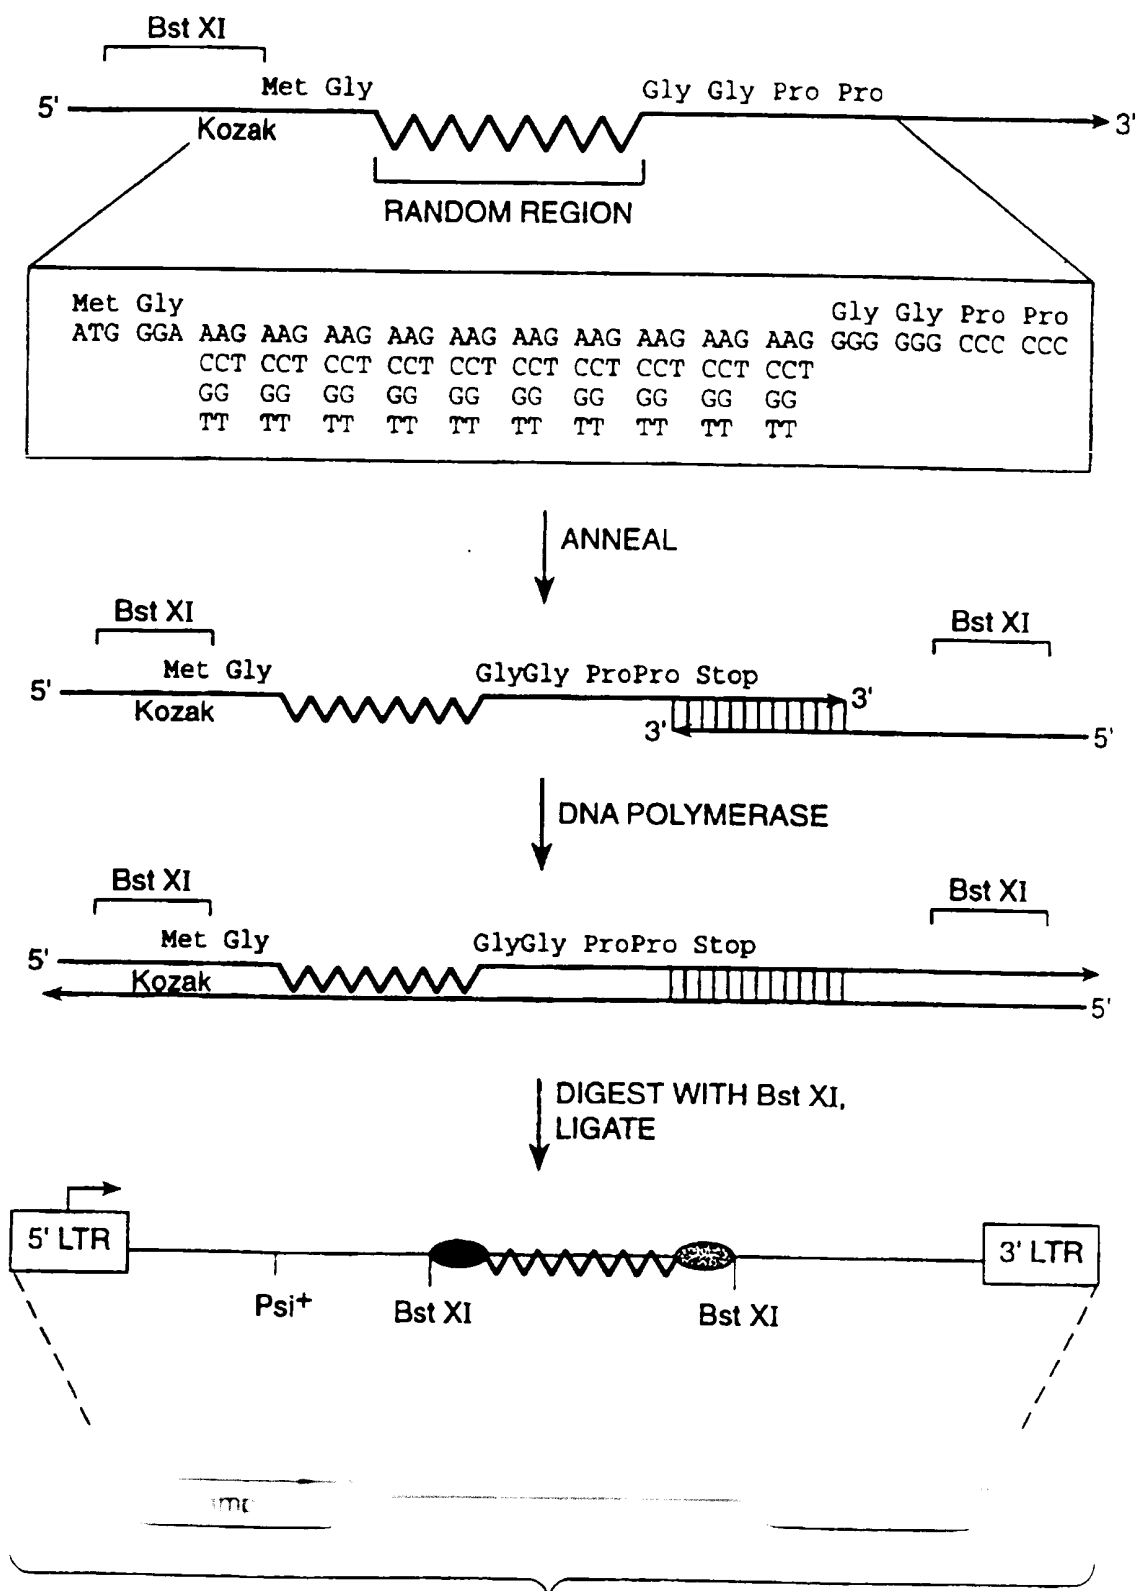 Bst XI
Met Gly
Gly Gly Pro Pro
5'
3'
Kozak
RANDOM REGION
Met Gly
Gly Gly Pro Pro
ATG GGA AAG AAG AAG AAG AAG AAG AAG AAG AAG AAG GGG GGG CCC CCC
CCT CCT CCT CCT CCT CCT CCT CCT CCT CCT
GG GG GG GG GG GG GG GG GG GG
TT TT TT TT TT TT TT TT TT TT
ANNEAL
Bst XI
Bst XI
Met Gly
GlyGly ProPro Stop
5'
3'
Kozak
3'
5'
DNA POLYMERASE
Bst XI
Bst XI
Met Gly
GlyGly ProPro Stop
5'
Kozak
5'
DIGEST WITH Bst XI,
LIGATE
5' LTR
3' LTR
Psi+
Bst XI
Bst XI